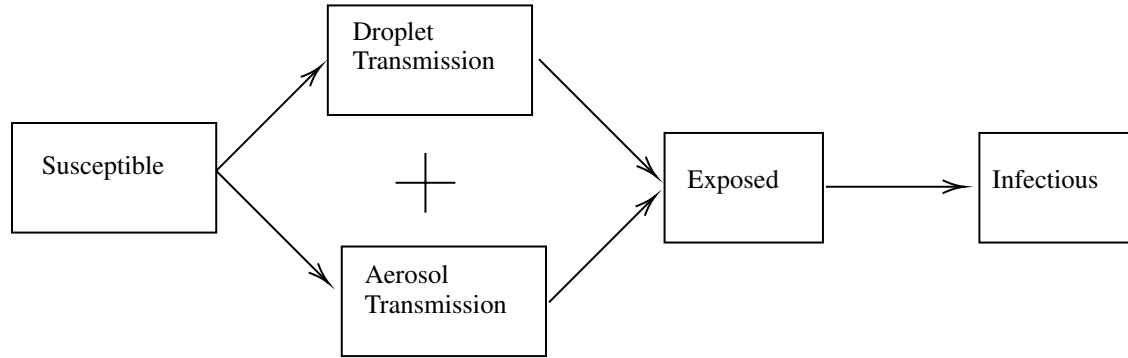 Susceptible
Droplet
Transmission
Aerosol
Transmission
Exposed
Infectious